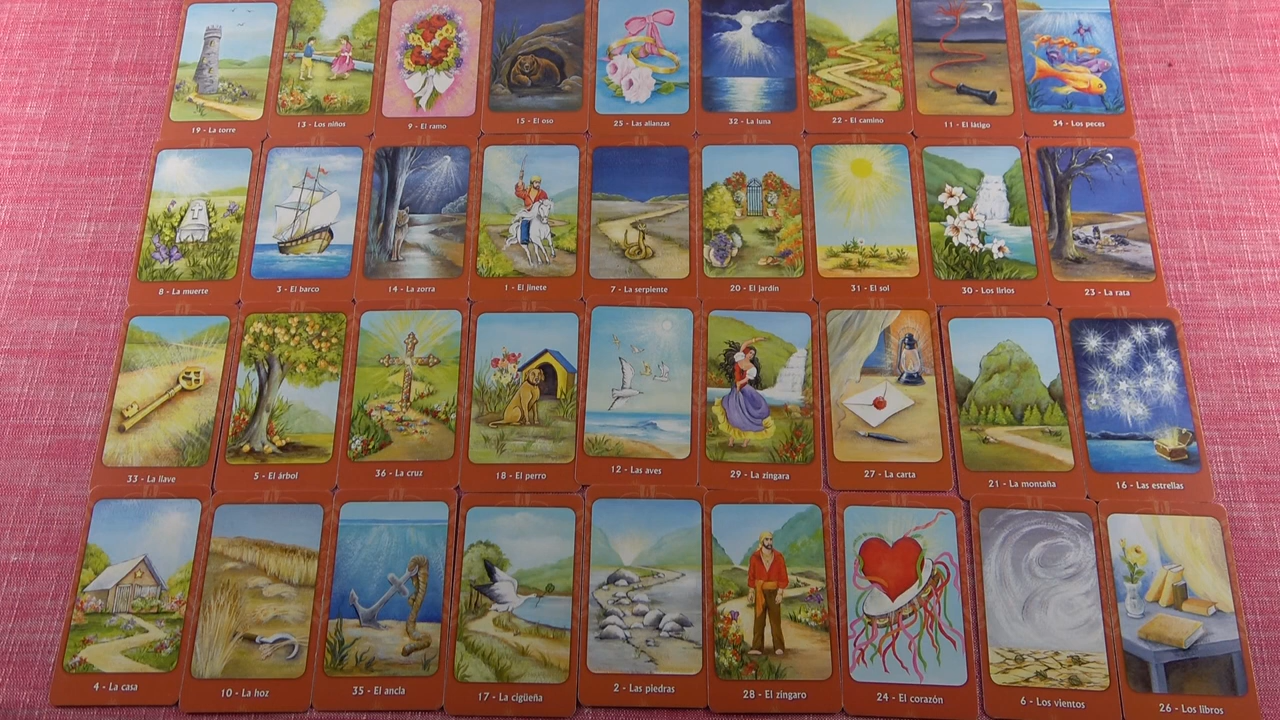 19 - La torre
13 - Los niños
9 - El ramo
15 - El oso
25 - Las alianzas
32 - La luna
22 - El camino
11 - El látigo
34 - Los peces
8 - La muerte
3 - El barco
14 - La zorra
1 - El jinete
7 - La serpiente
20 - El jardín
31 - El sol
30 - Los lirios
23 - La rata
33 - La llave
5 - El árbol
36 - La cruz
18 - El perro
12 - Las aves
29 - La zíngara
27 - La carta
21 - La montaña
16 - Las estrellas
4 - La casa
10 - La hoz
35 - El ancla
17 - La cigüeña
2 - Las piedras
28 - El zíngaro
24 - El corazón
6 - Los vientos
26 - Los libros